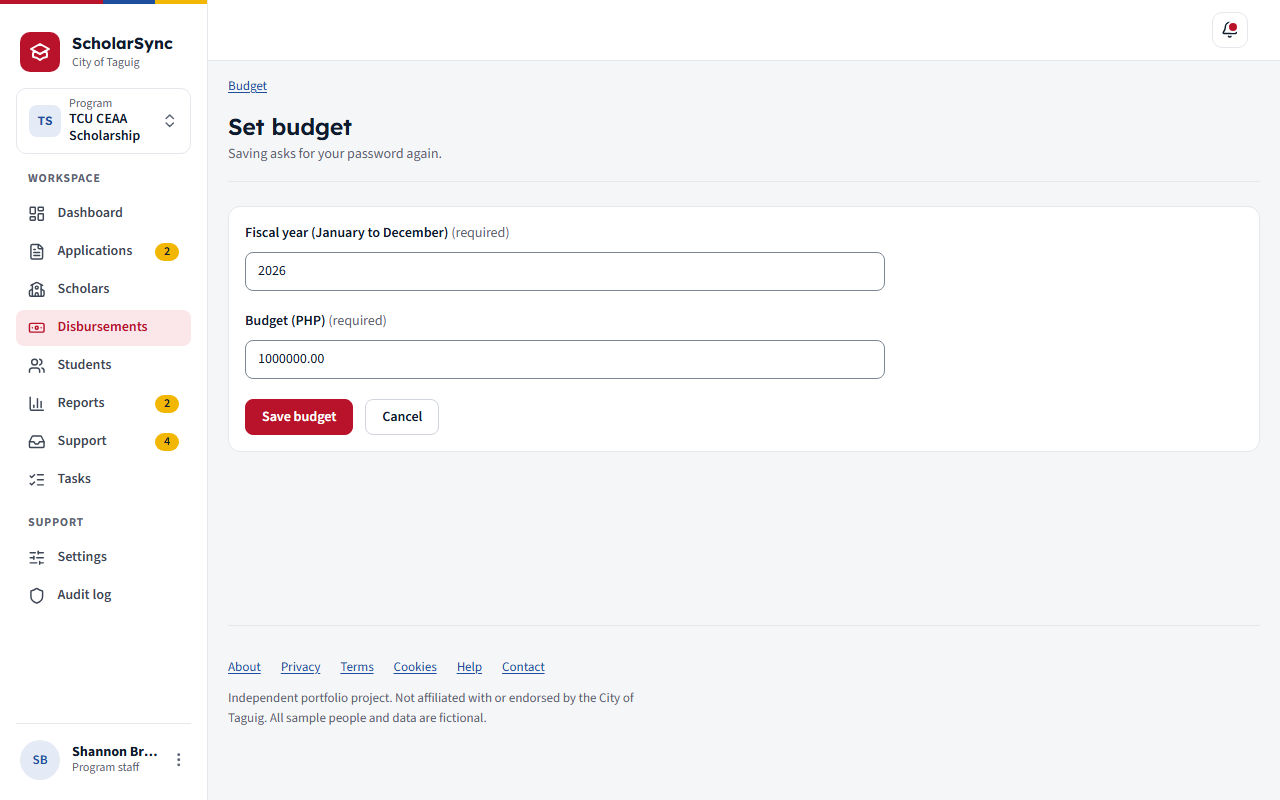 ScholarSync
City of Taguig
TS
Program
TCU CEAA
Scholarship
WORKSPACE
Dashboard
Applications 2
Scholars
Disbursements
Students
Reports 2
Support 4
Tasks
SUPPORT
Settings
Audit log
SB
Shannon Br...
Program staff
Budget
Set budget
Saving asks for your password again.
Fiscal year (January to December) (required)
2026
Budget (PHP) (required)
1000000.00
Save budget Cancel
About Privacy Terms Cookies Help Contact
Independent portfolio project. Not affiliated with or endorsed by the City of
Taguig. All sample people and data are fictional.